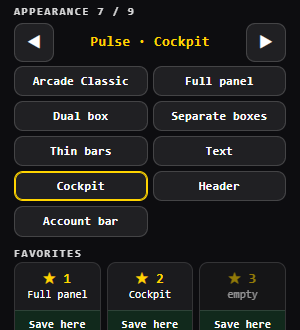 APPEARANCE 7 / 9
◀ Pulse · Cockpit ▶
Arcade Classic Full panel
Dual box Separate boxes
Thin bars Text
Cockpit Header
Account bar
FAVORITES
★ 1 ★ 2 ★ 3
Full panel Cockpit empty
Save here Save here Save here